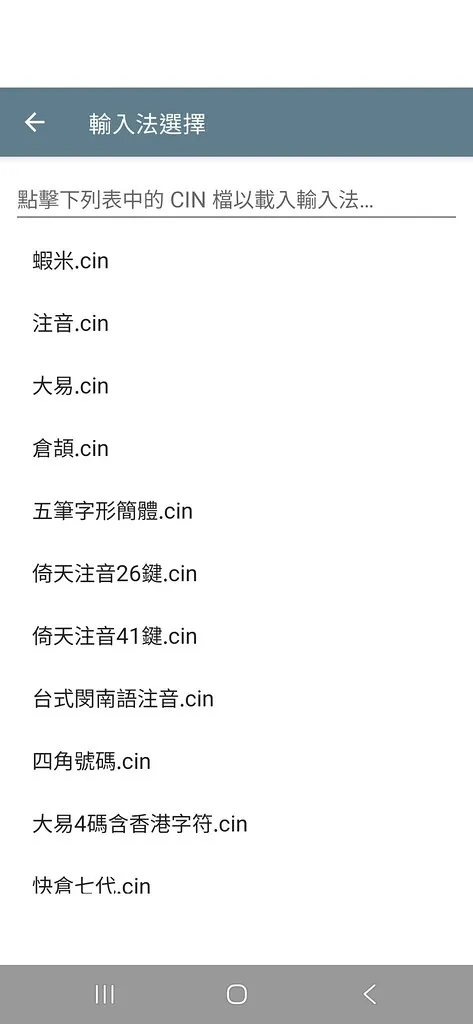 輸入法選擇
點擊下列表中的 CIN 檔以載入輸入法...
蝦米.cin
注音.cin
大易.cin
倉頡.cin
五筆字形簡體.cin
倚天注音26鍵.cin
倚天注音41鍵.cin
台式閩南語注音.cin
四角號碼.cin
大易4碼含香港字符.cin
快倉七代.cin